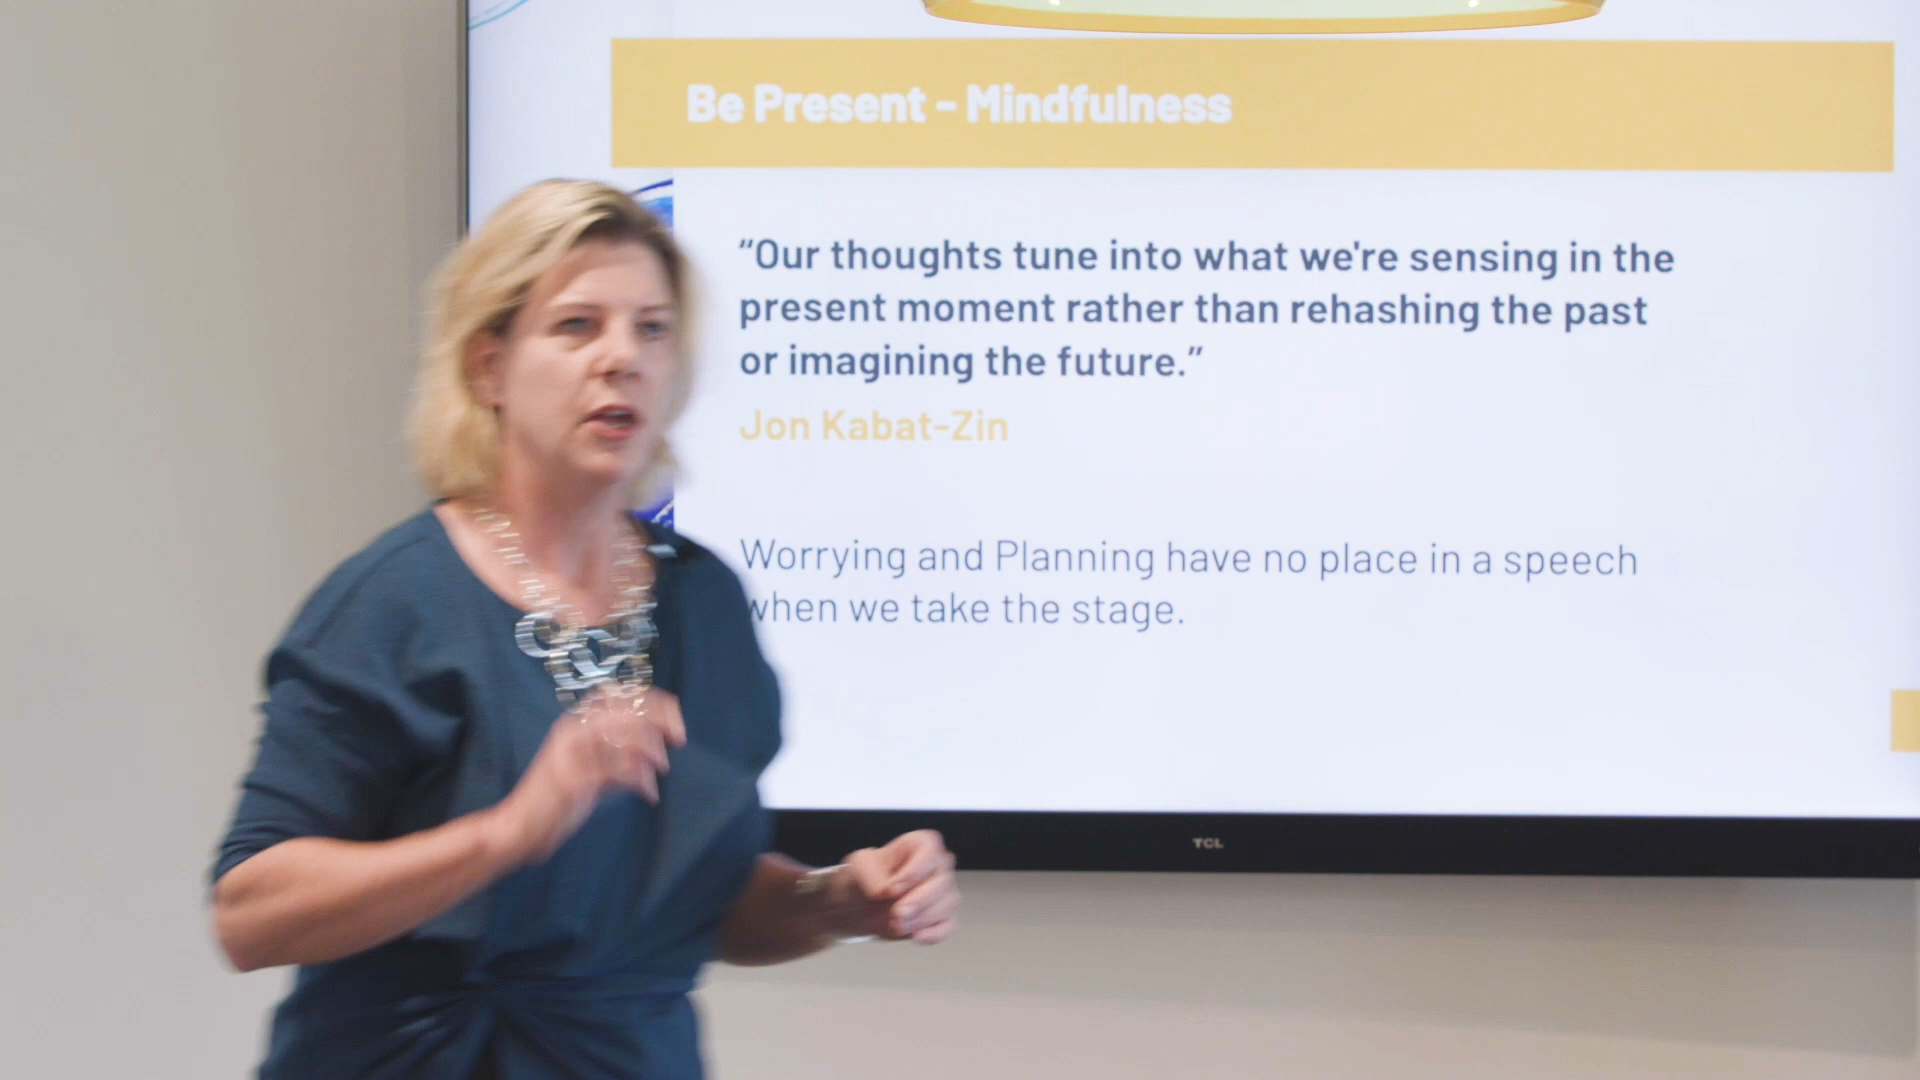 Be Present - Mindfulness
“Our thoughts tune into what we're sensing in the
present moment rather than rehashing the past
or imagining the future.”
Jon Kabat-Zin
Worrying and Planning have no place in a speech
when we take the stage.
TCL